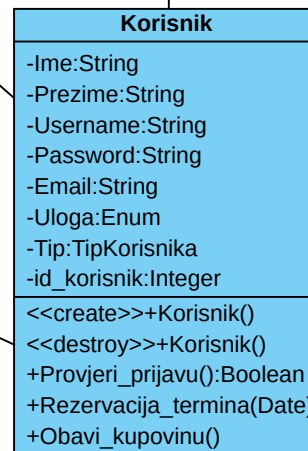 Korisnik
-Ime:String
-Prezime:String
-Username:String
-Password:String
-Email:String
-Uloga:Enum
-Tip:TipKorisnika
-id_korisnik:Integer
<<create>>+Korisnik()
<<destroy>>+Korisnik()
+Provjeri_prijavu():Boolean
+Rezervacija_termina(Date)
+Obavi_kupovinu()